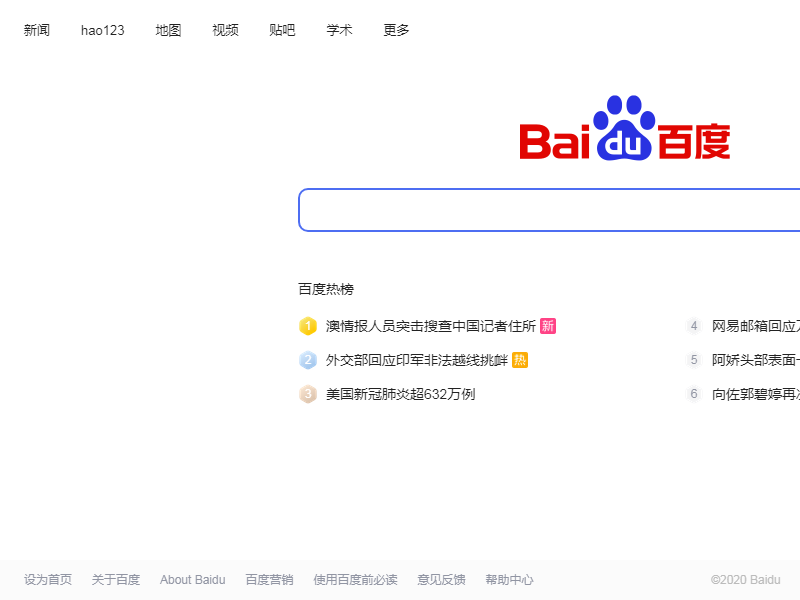 新闻 hao123 地图 视频 贴吧 学术 更多
Baidu百度
百度热榜
1 澳情报人员突击搜查中国记者住所 新
4 网易邮箱回应
2 外交部回应印军非法越线挑衅 热
5 阿娇头部表面
3 美国新冠肺炎超632万例
6 向佐郭碧婷再
设为首页 关于百度 About Baidu 百度营销 使用百度前必读 意见反馈 帮助中心 ©2020 Baidu